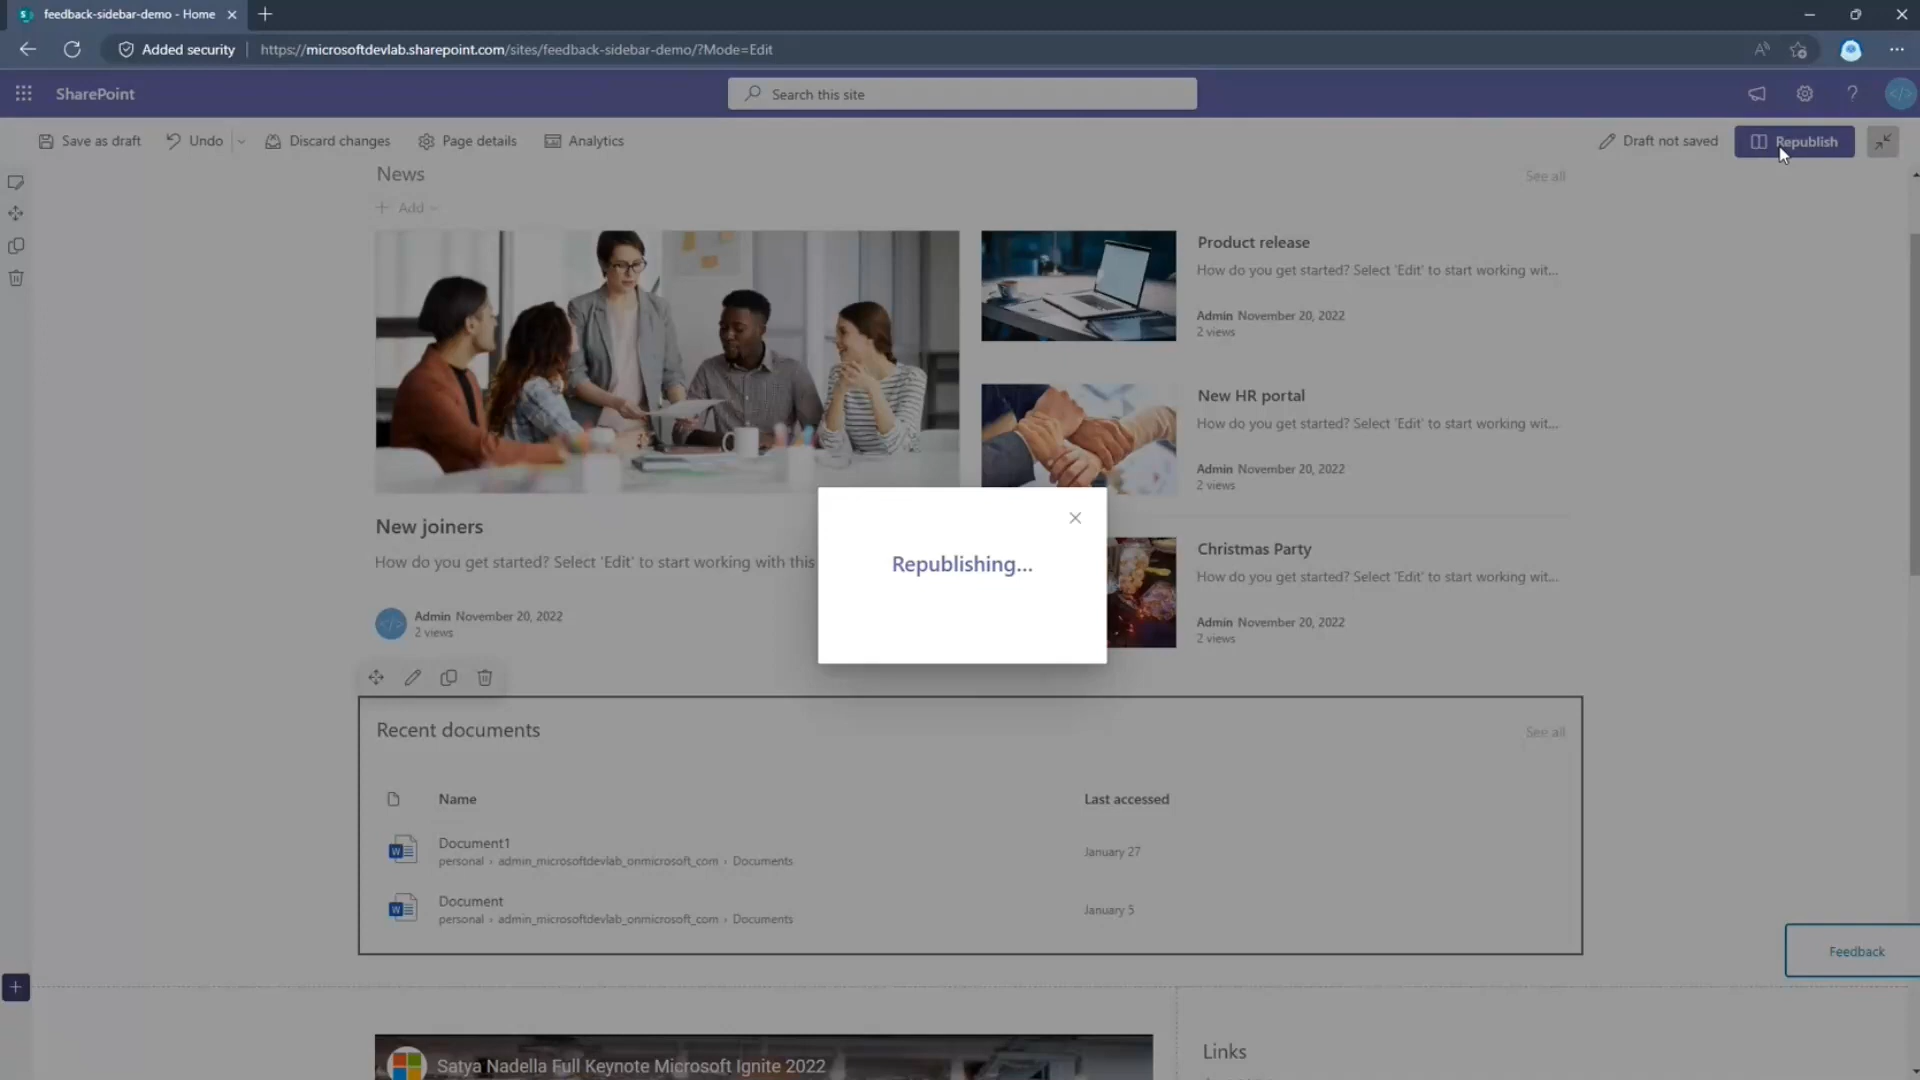 feedback-sidebar-demo - Home
Added security
https://microsoftdevlab.sharepoint.com/sites/feedback-sidebar-demo/?Mode=Edit
SharePoint
Search this site
Save as draft
Undo
Discard changes
Page details
Analytics
Draft not saved
Republish
News
See all
Add
Product release
How do you get started? Select 'Edit' to start working wit...
Admin November 20, 2022
2 views
New HR portal
How do you get started? Select 'Edit' to start working wit...
Admin November 20, 2022
2 views
New joiners
How do you get started? Select 'Edit' to start working with this
Admin November 20, 2022
2 views
Republishing...
Christmas Party
How do you get started? Select 'Edit' to start working wit...
Admin November 20, 2022
2 views
Recent documents
See all
Name
Last accessed
Document1
personal › admin_microsoftdevlab_onmicrosoft_com › Documents
January 27
Document
personal › admin_microsoftdevlab_onmicrosoft_com › Documents
January 5
Feedback
Satya Nadella Full Keynote Microsoft Ignite 2022
Links